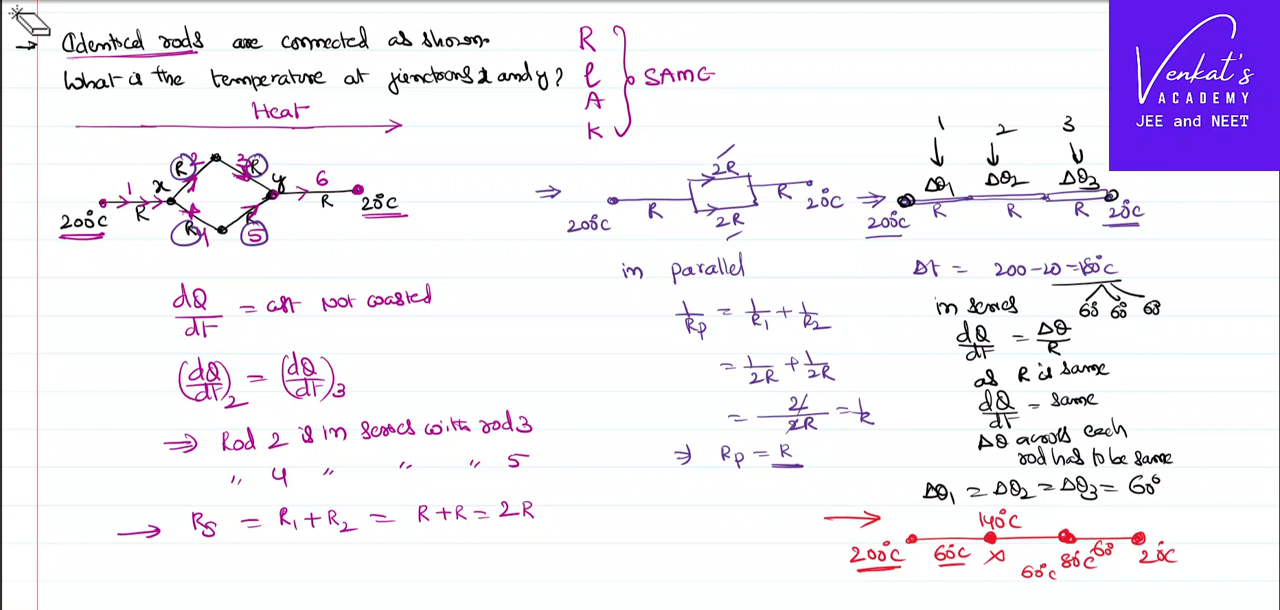 → Identical rods are connected as shown.
What is the temperature at junctions x and y?
R
l
A
K
SAME
Heat
Venkat's
ACADEMY
JEE and NEET
1 R x R 2 3 R y 6 R
200°C
20°C
R 4 R 5
⇒
200°C R 2R 2R R 20°C
⇒
1 2 3
Δθ1 Δθ2 Δθ3
200°C R R R 20°C
dQ/dT = at not wasted
(dQ/dT)2 = (dQ/dT)3
⇒ Rod 2 is in series with rod 3
" 4 " " " 5
→ RS = R1+R2 = R+R = 2R
in parallel
1/Rp = 1/R1 + 1/R2
= 1/2R + 1/2R
= 2/2R = 1/R
⇒ Rp = R
ΔT = 200-20 = 180°C
60° 60° 60°
in series
dQ/dT = Δθ/R
as R is same
dQ/dT = same
Δθ across each
rod has to be same
Δθ1 = Δθ2 = Δθ3 = 60°
→ 140°C
200°C 60°C x 60°C 80°C 60° 20°C